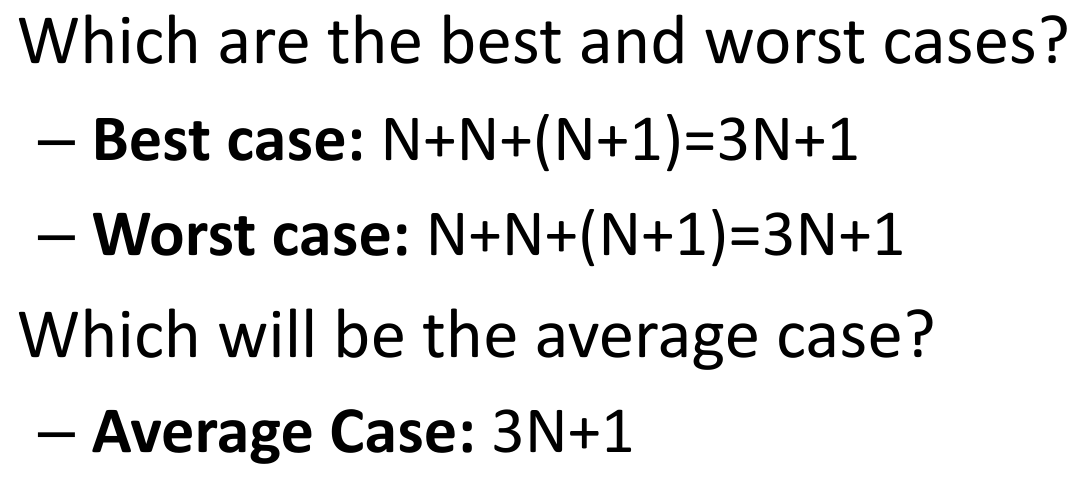 Which are the best and worst cases?
– Best case: N+N+(N+1)=3N+1
– Worst case: N+N+(N+1)=3N+1
Which will be the average case?
– Average Case: 3N+1